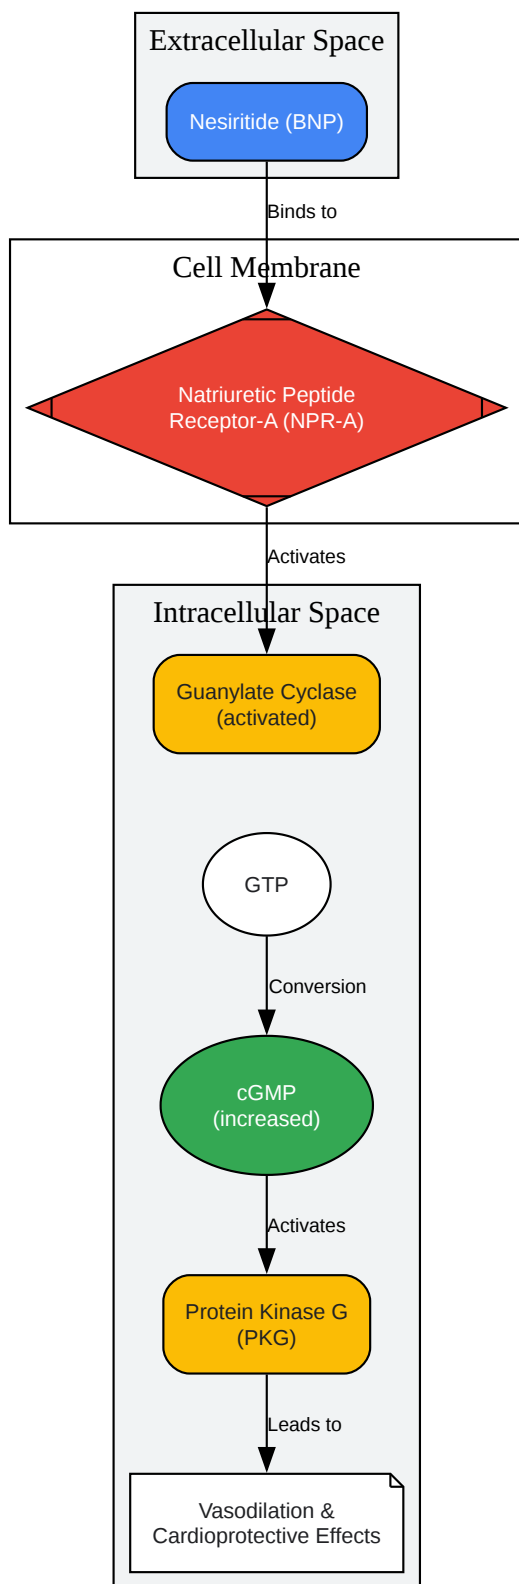 Extracellular Space
Nesiritide (BNP)
Binds to
Cell Membrane
Natriuretic Peptide
Receptor-A (NPR-A)
Activates
Intracellular Space
Guanylate Cyclase
(activated)
GTP
Conversion
cGMP
(increased)
Activates
Protein Kinase G
(PKG)
Leads to
Vasodilation &
Cardioprotective Effects